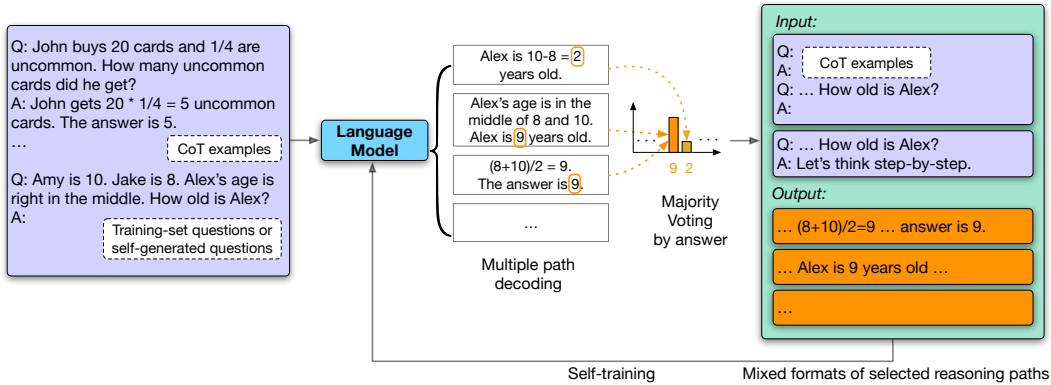 Q: John buys 20 cards and 1/4 are
uncommon. How many uncommon
cards did he get?
A: John gets 20 * 1/4 = 5 uncommon
cards. The answer is 5.
…
CoT examples
Q: Amy is 10. Jake is 8. Alex's age is
right in the middle. How old is Alex?
A:
Training-set questions or
self-generated questions
Language
Model
Alex is 10-8 = 2
years old.
Alex's age is in the
middle of 8 and 10.
Alex is 9 years old.
(8+10)/2 = 9.
The answer is 9.
…
Multiple path
decoding
9 2
Majority
Voting
by answer
Input:
Q:
A:
CoT examples
Q: … How old is Alex?
A:
Q: … How old is Alex?
A: Let's think step-by-step.
Output:
… (8+10)/2=9 … answer is 9.
… Alex is 9 years old …
…
Self-training
Mixed formats of selected reasoning paths